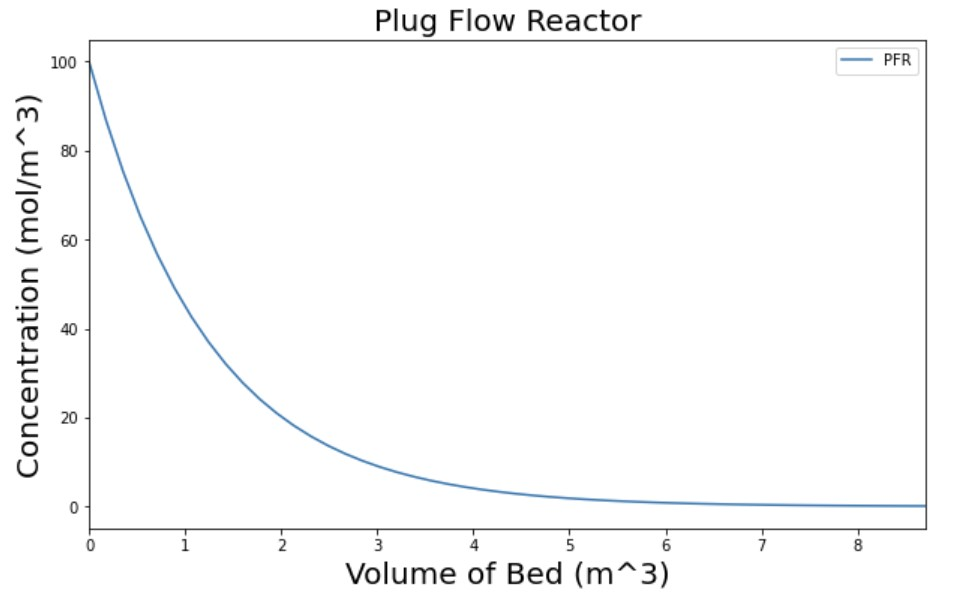 Plug Flow Reactor
PFR
100
80
60
40
20
0
Concentration (mol/m^3)
0 1 2 3 4 5 6 7 8
Volume of Bed (m^3)